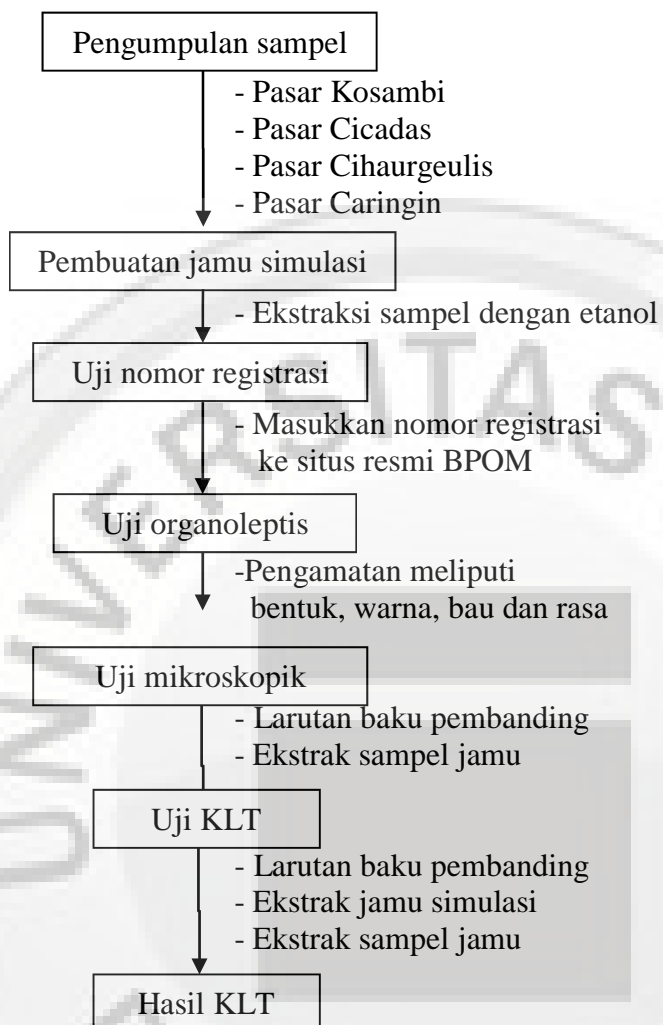 Pengumpulan sampel
- Pasar Kosambi
- Pasar Cicadas
- Pasar Cihaurgeulis
- Pasar Caringin
Pembuatan jamu simulasi
- Ekstraksi sampel dengan etanol
Uji nomor registrasi
- Masukkan nomor registrasi
ke situs resmi BPOM
Uji organoleptis
-Pengamatan meliputi
bentuk, warna, bau dan rasa
Uji mikroskopik
- Larutan baku pembanding
- Ekstrak sampel jamu
Uji KLT
- Larutan baku pembanding
- Ekstrak jamu simulasi
- Ekstrak sampel jamu
Hasil KLT
UNIVERSITAS